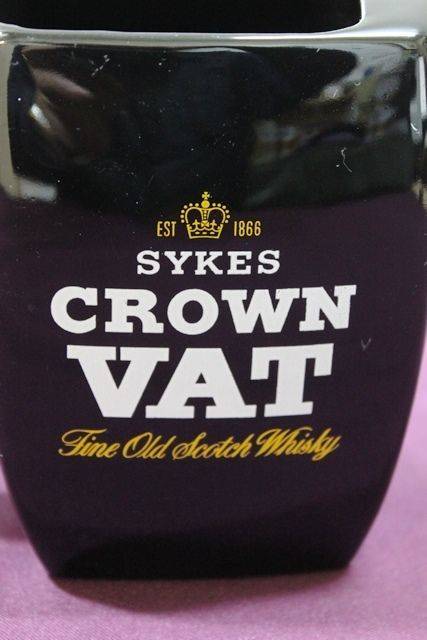 EST 1866
SYKES
CROWN
VAT
Fine Old Scotch Whisky